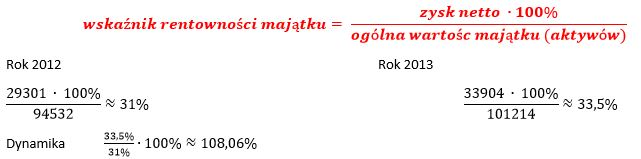 wskaźnik rentowności majątku = zysk netto · 100% / ogólna wartośc majątku (aktywów)
Rok 2012 Rok 2013
29301 · 100% / 94532 ≈ 31% 33904 · 100% / 101214 ≈ 33,5%
Dynamika 33,5% / 31% · 100% ≈ 108,06%